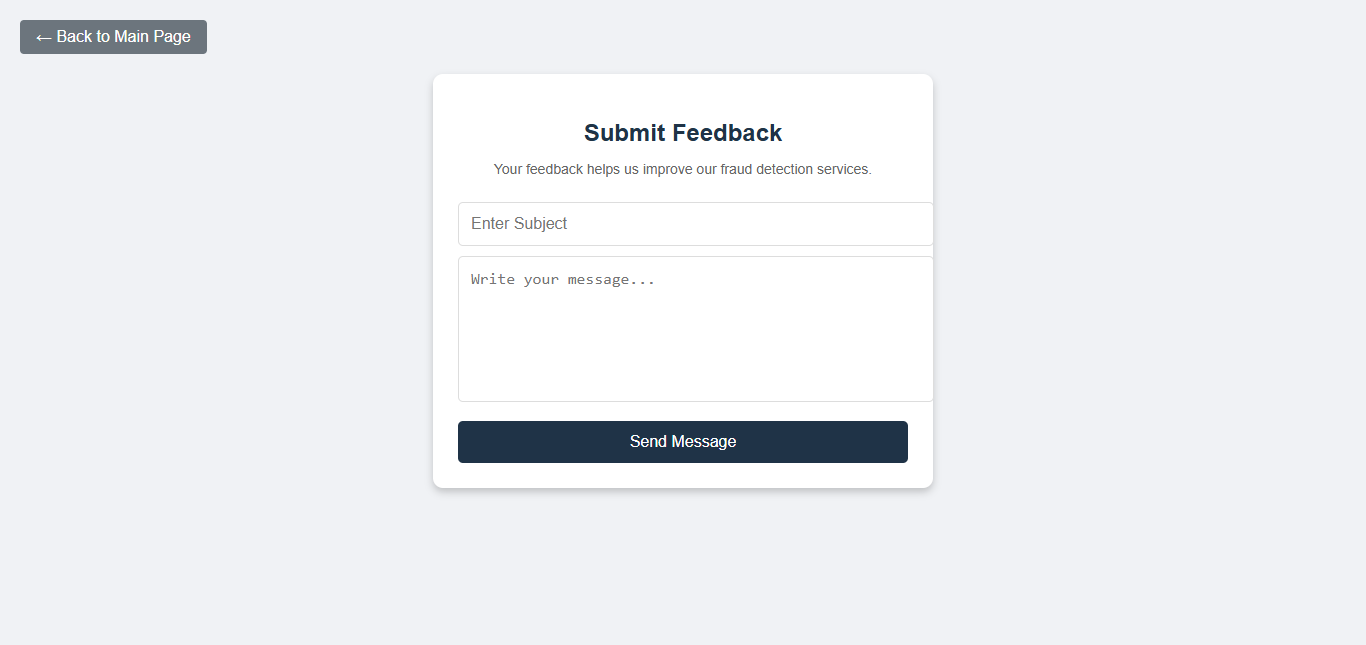 ← Back to Main Page
Submit Feedback
Your feedback helps us improve our fraud detection services.
Enter Subject
Write your message...
Send Message